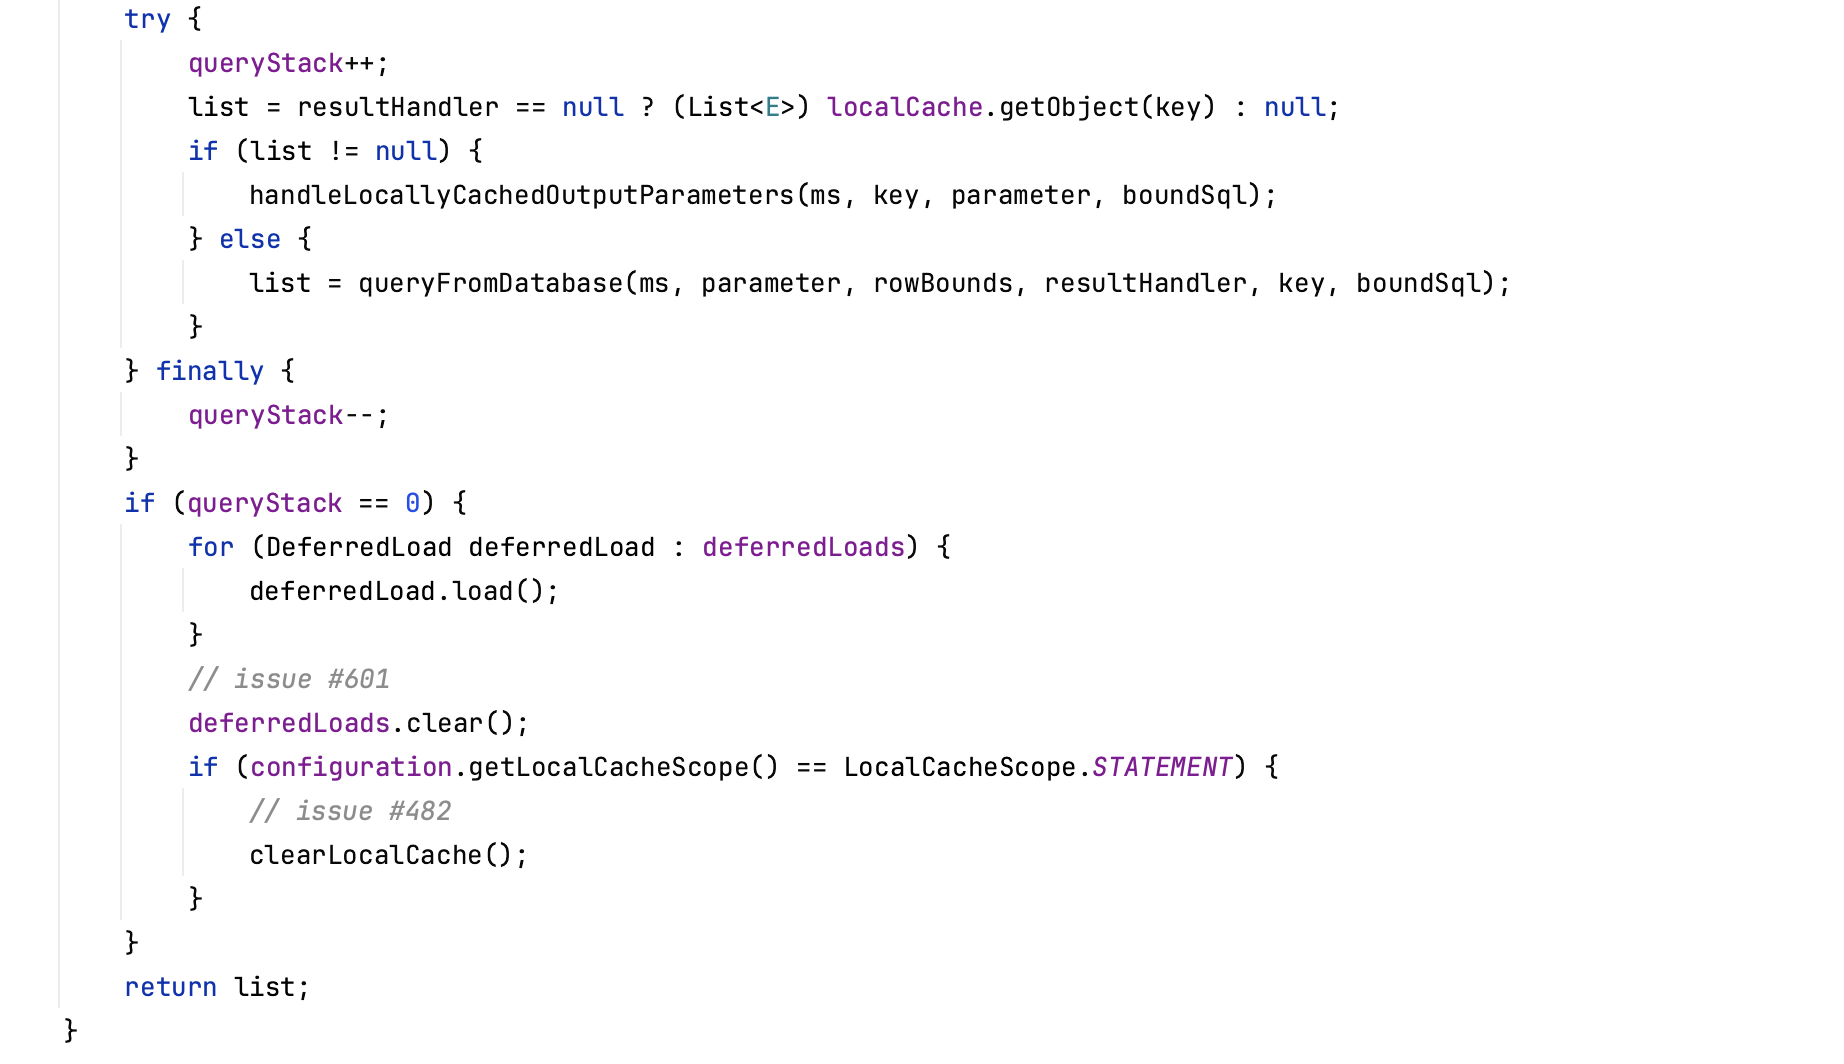 try {
queryStack++;
list = resultHandler == null ? (List<E>) localCache.getObject(key) : null;
if (list != null) {
handleLocallyCachedOutputParameters(ms, key, parameter, boundSql);
} else {
list = queryFromDatabase(ms, parameter, rowBounds, resultHandler, key, boundSql);
}
} finally {
queryStack--;
}
if (queryStack == 0) {
for (DeferredLoad deferredLoad : deferredLoads) {
deferredLoad.load();
}
// issue #601
deferredLoads.clear();
if (configuration.getLocalCacheScope() == LocalCacheScope.STATEMENT) {
// issue #482
clearLocalCache();
}
}
return list;
}